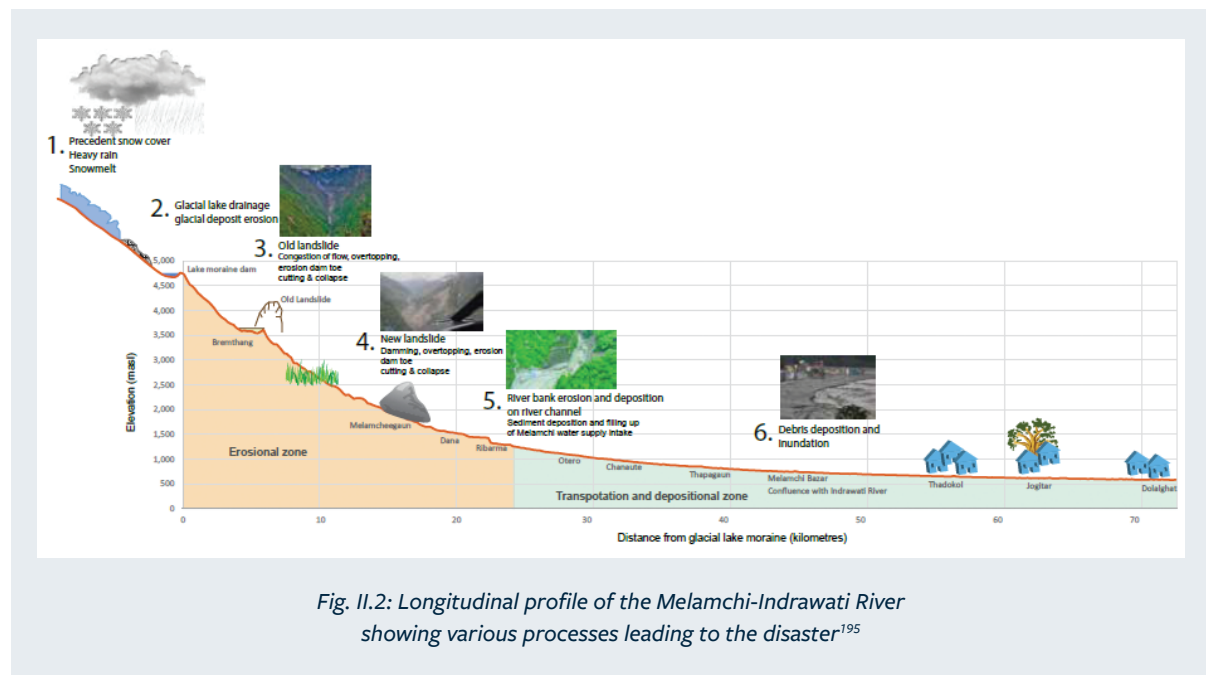 1. Precedent snow cover
Heavy rain
Snowmelt
2. Glacial lake drainage
glacial deposit erosion
3. Old landslide
Congestion of flow, overtopping,
erosion dam toe
cutting & collapse
4. New landslide
Damming, overtopping, erosion
dam toe
cutting & collapse
5. River bank erosion and deposition
on river channel
Sediment deposition and filling up
of Melamchi water supply intake
6. Debris deposition and
inundation
Elevation (masl)
5,000
4,500
4,000
3,500
3,000
2,500
2,000
1,500
1,000
500
0
Lake moraine dam
Old Landslide
Bremthang
Melamcheegaun
Dana
Ribarma
Otero
Chanaute
Thapagaun
Melamchi Bazar
Confluence with Indrawati River
Thadokol
Jogitar
Dolalghat
Erosional zone
Transpotation and depositional zone
0 10 20 30 40 50 60 70
Distance from glacial lake moraine (kilometres)
Fig. II.2: Longitudinal profile of the Melamchi-Indrawati River
showing various processes leading to the disaster195